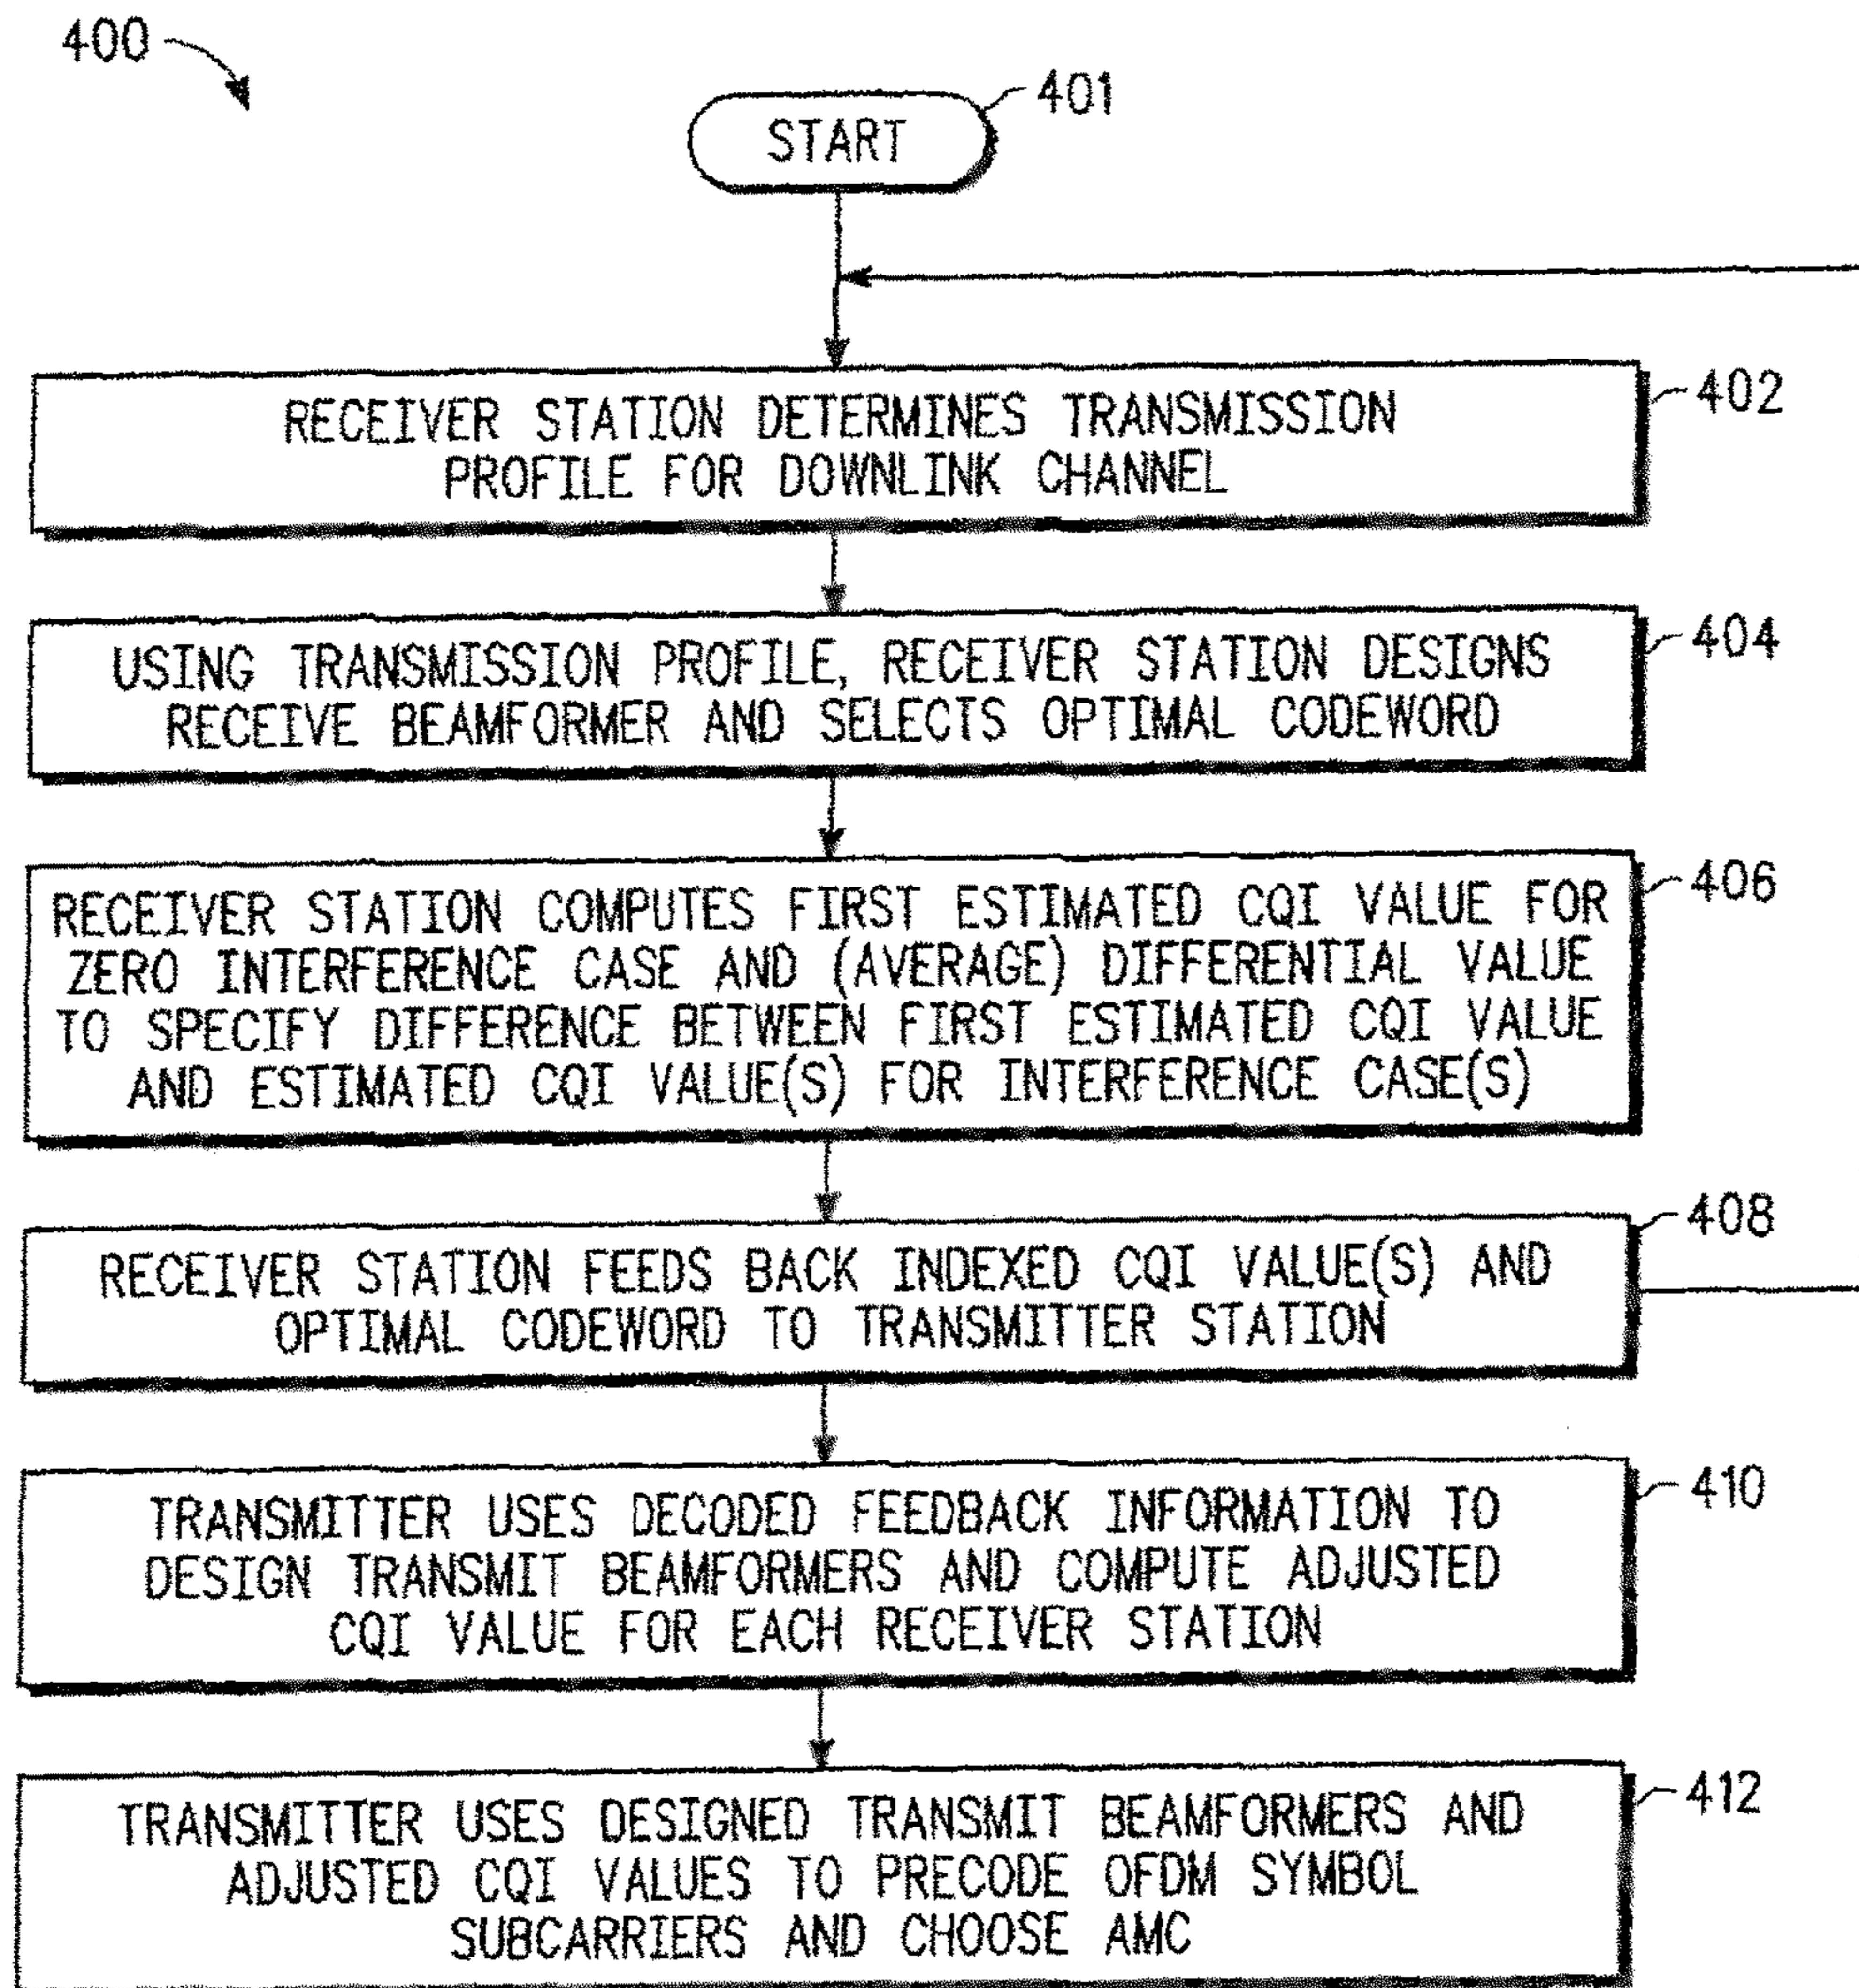 400
401
START
402
RECEIVER STATION DETERMINES TRANSMISSION
PROFILE FOR DOWNLINK CHANNEL
404
USING TRANSMISSION PROFILE, RECEIVER STATION DESIGNS
RECEIVE BEAMFORMER AND SELECTS OPTIMAL CODEWORD
406
RECEIVER STATION COMPUTES FIRST ESTIMATED CQI VALUE FOR
ZERO INTERFERENCE CASE AND (AVERAGE) DIFFERENTIAL VALUE
TO SPECIFY DIFFERENCE BETWEEN FIRST ESTIMATED CQI VALUE
AND ESTIMATED CQI VALUE(S) FOR INTERFERENCE CASE(S)
408
RECEIVER STATION FEEDS BACK INDEXED CQI VALUE(S) AND
OPTIMAL CODEWORD TO TRANSMITTER STATION
410
TRANSMITTER USES DECODED FEEDBACK INFORMATION TO
DESIGN TRANSMIT BEAMFORMERS AND COMPUTE ADJUSTED
CQI VALUE FOR EACH RECEIVER STATION
412
TRANSMITTER USES DESIGNED TRANSMIT BEAMFORMERS AND
ADJUSTED CQI VALUES TO PRECODE OFDM SYMBOL
SUBCARRIERS AND CHOOSE AMC